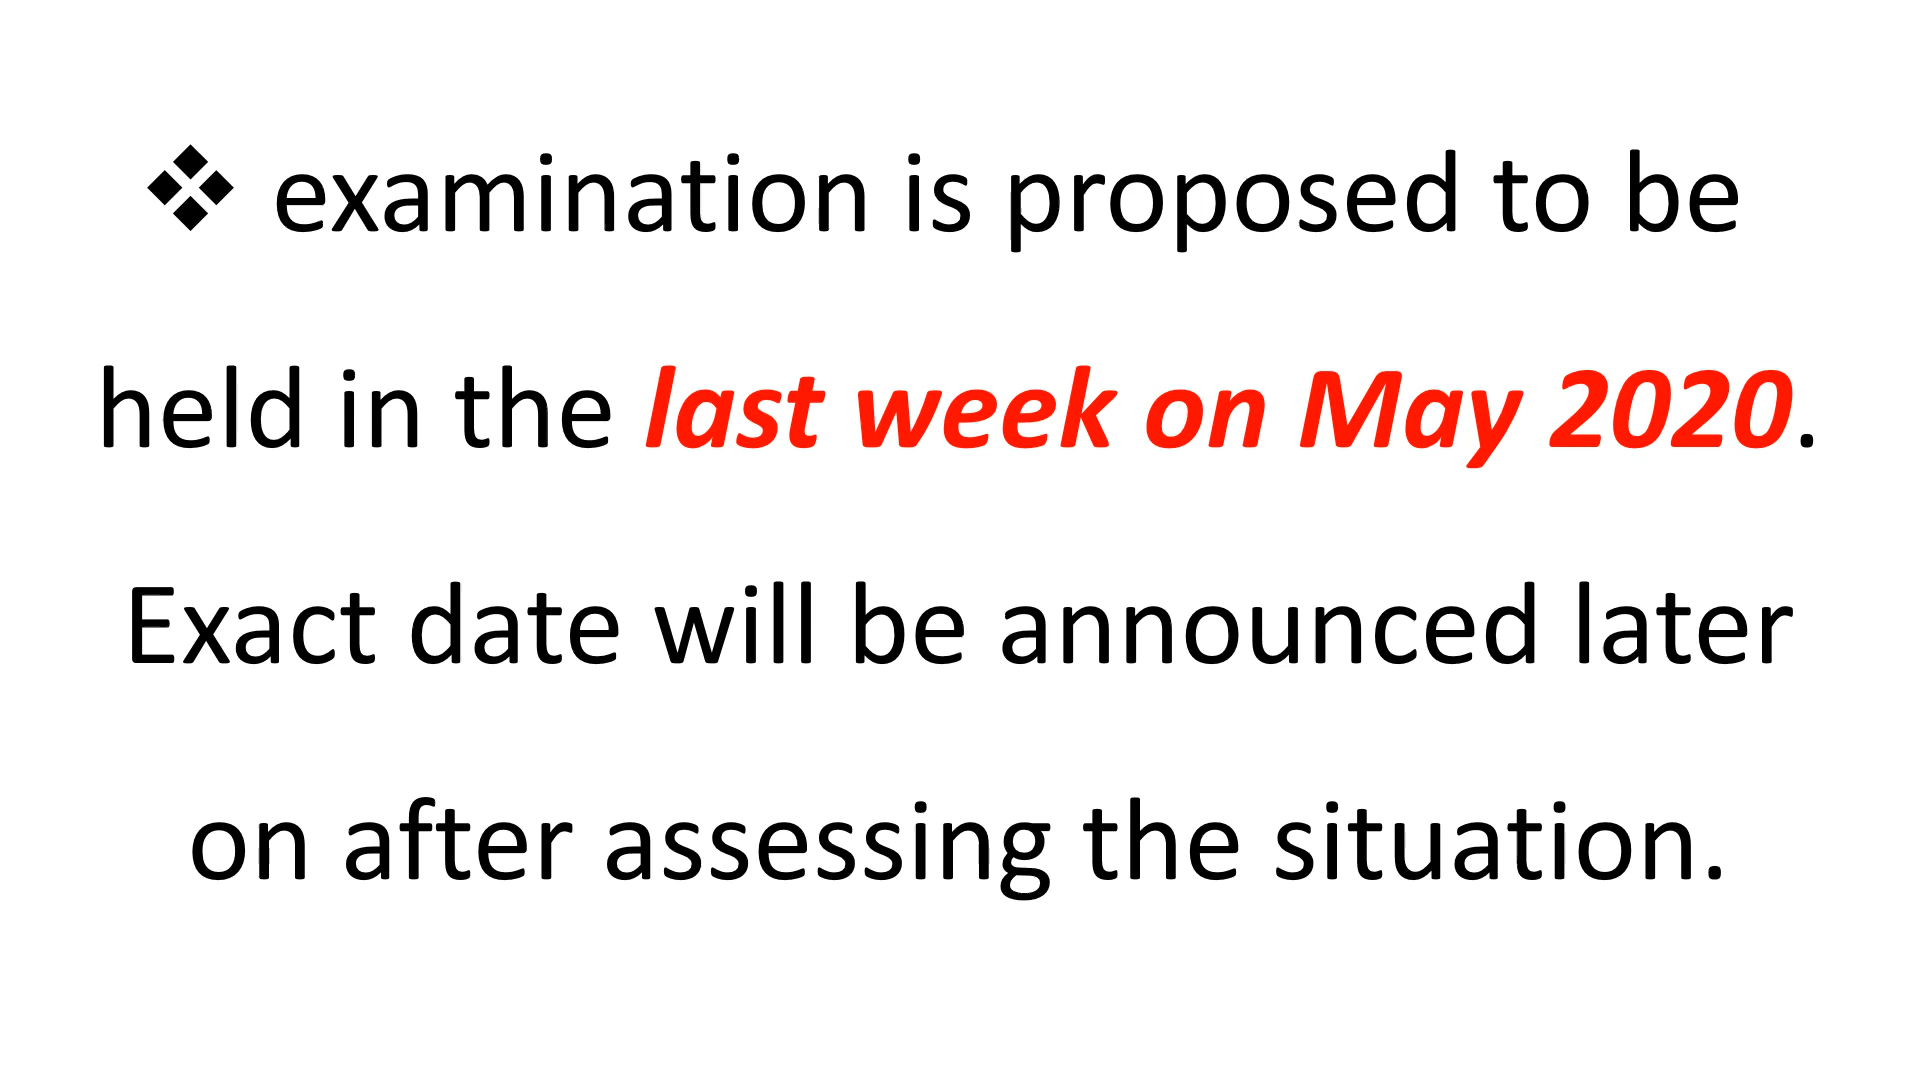 ❖ examination is proposed to be
held in the last week on May 2020.
Exact date will be announced later
on after assessing the situation.